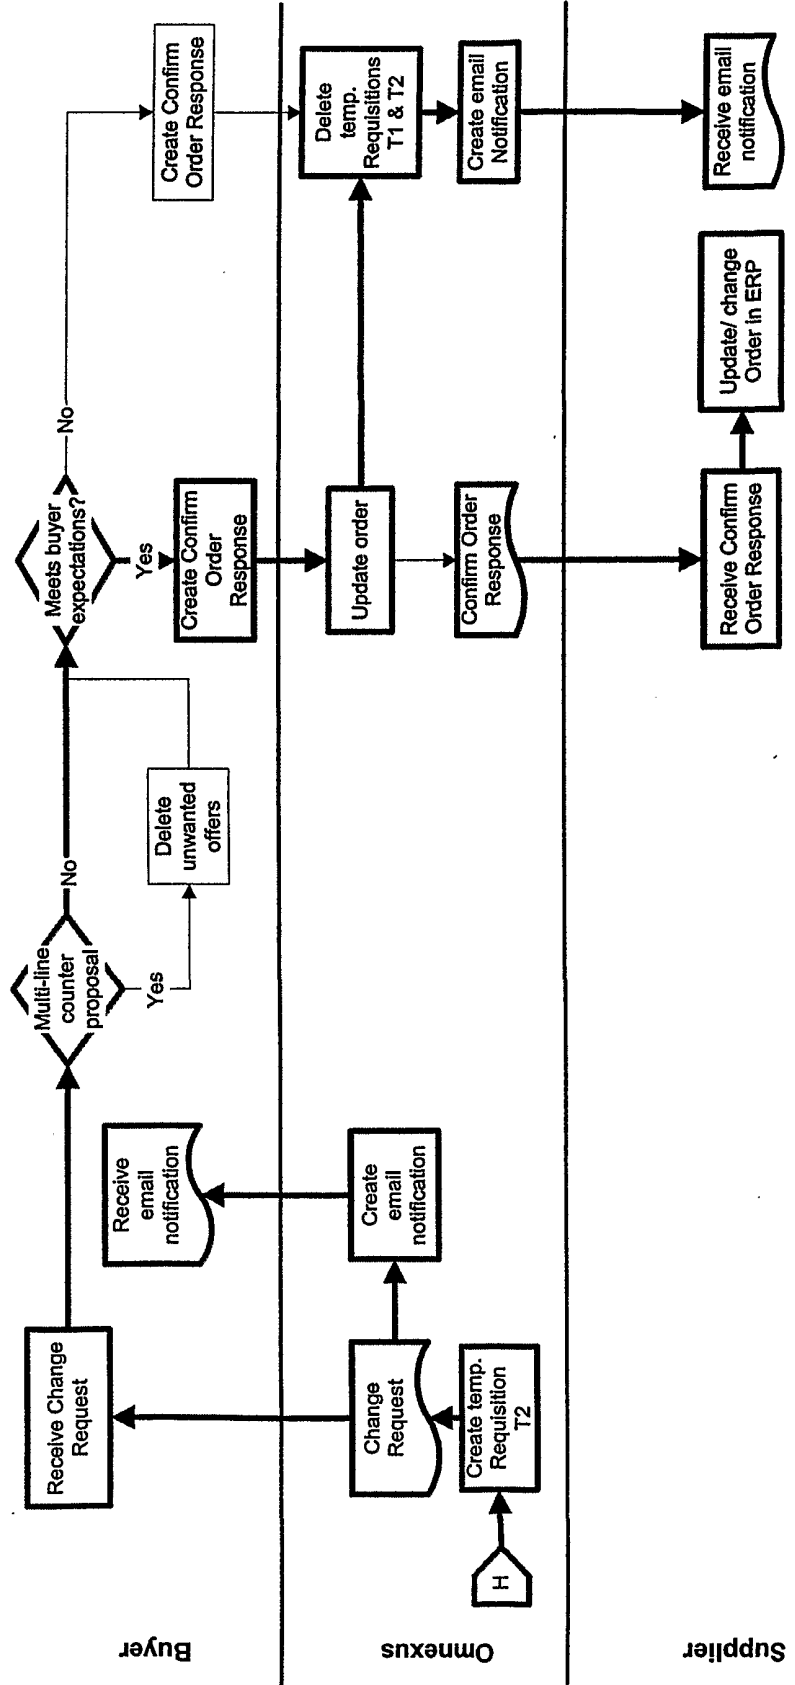 Buyer
Receive Change
Request
Receive
email
notification
Multi-line
counter
proposal
No
Yes
Delete
unwanted
offers
Meets buyer
expectations?
No
Yes
Create Confirm
Order
Response
Create Confirm
Order Response
Omnexus
H
Create temp.
Requisition
T2
Change
Request
Create
email
notification
Update order
Confirm Order
Response
Delete
temp.
Requisitions
T1 & T2
Create email
Notification
Supplier
Receive Confirm
Order Response
Update/ change
Order in ERP
Receive email
notification